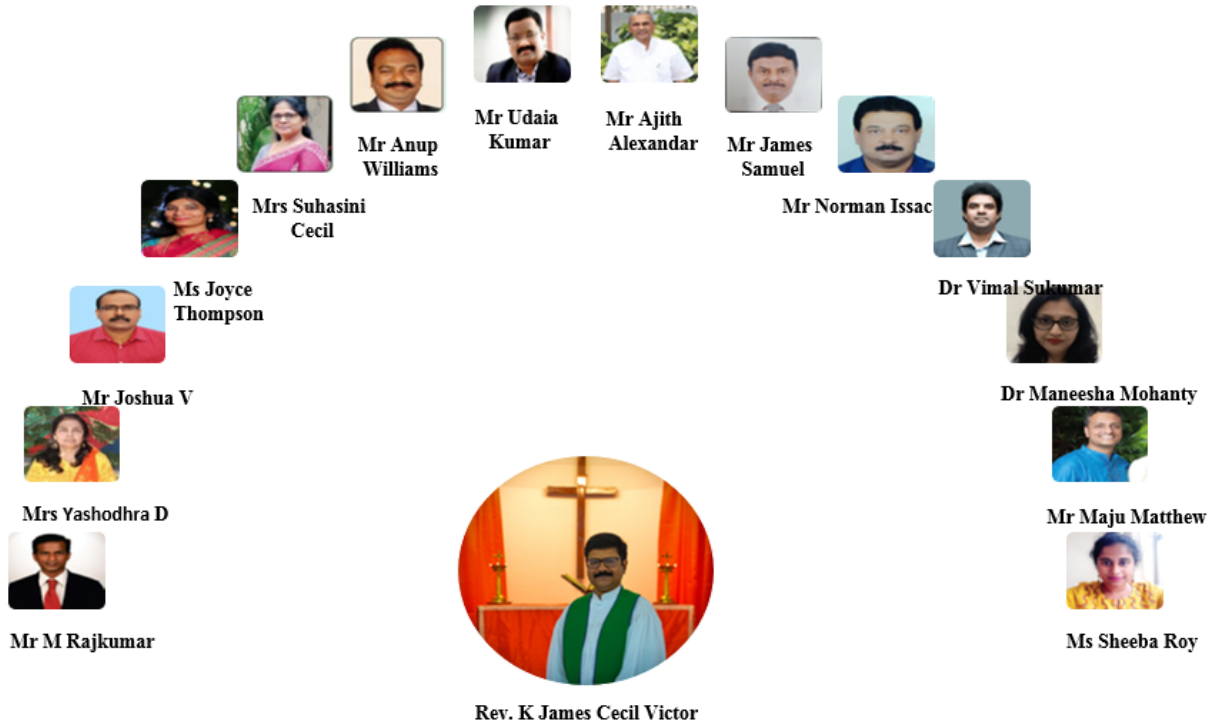 Mr Udaia
Kumar
Mr Ajith
Alexandar
Mr Anup
Williams
Mr James
Samuel
Mrs Suhasini
Cecil
Mr Norman Issac
Ms Joyce
Thompson
Dr Vimal Sukumar
Mr Joshua V
Dr Maneesha Mohanty
Mrs Yashodhra D
Mr Maju Matthew
Mr M Rajkumar
Ms Sheeba Roy
Rev. K James Cecil Victor